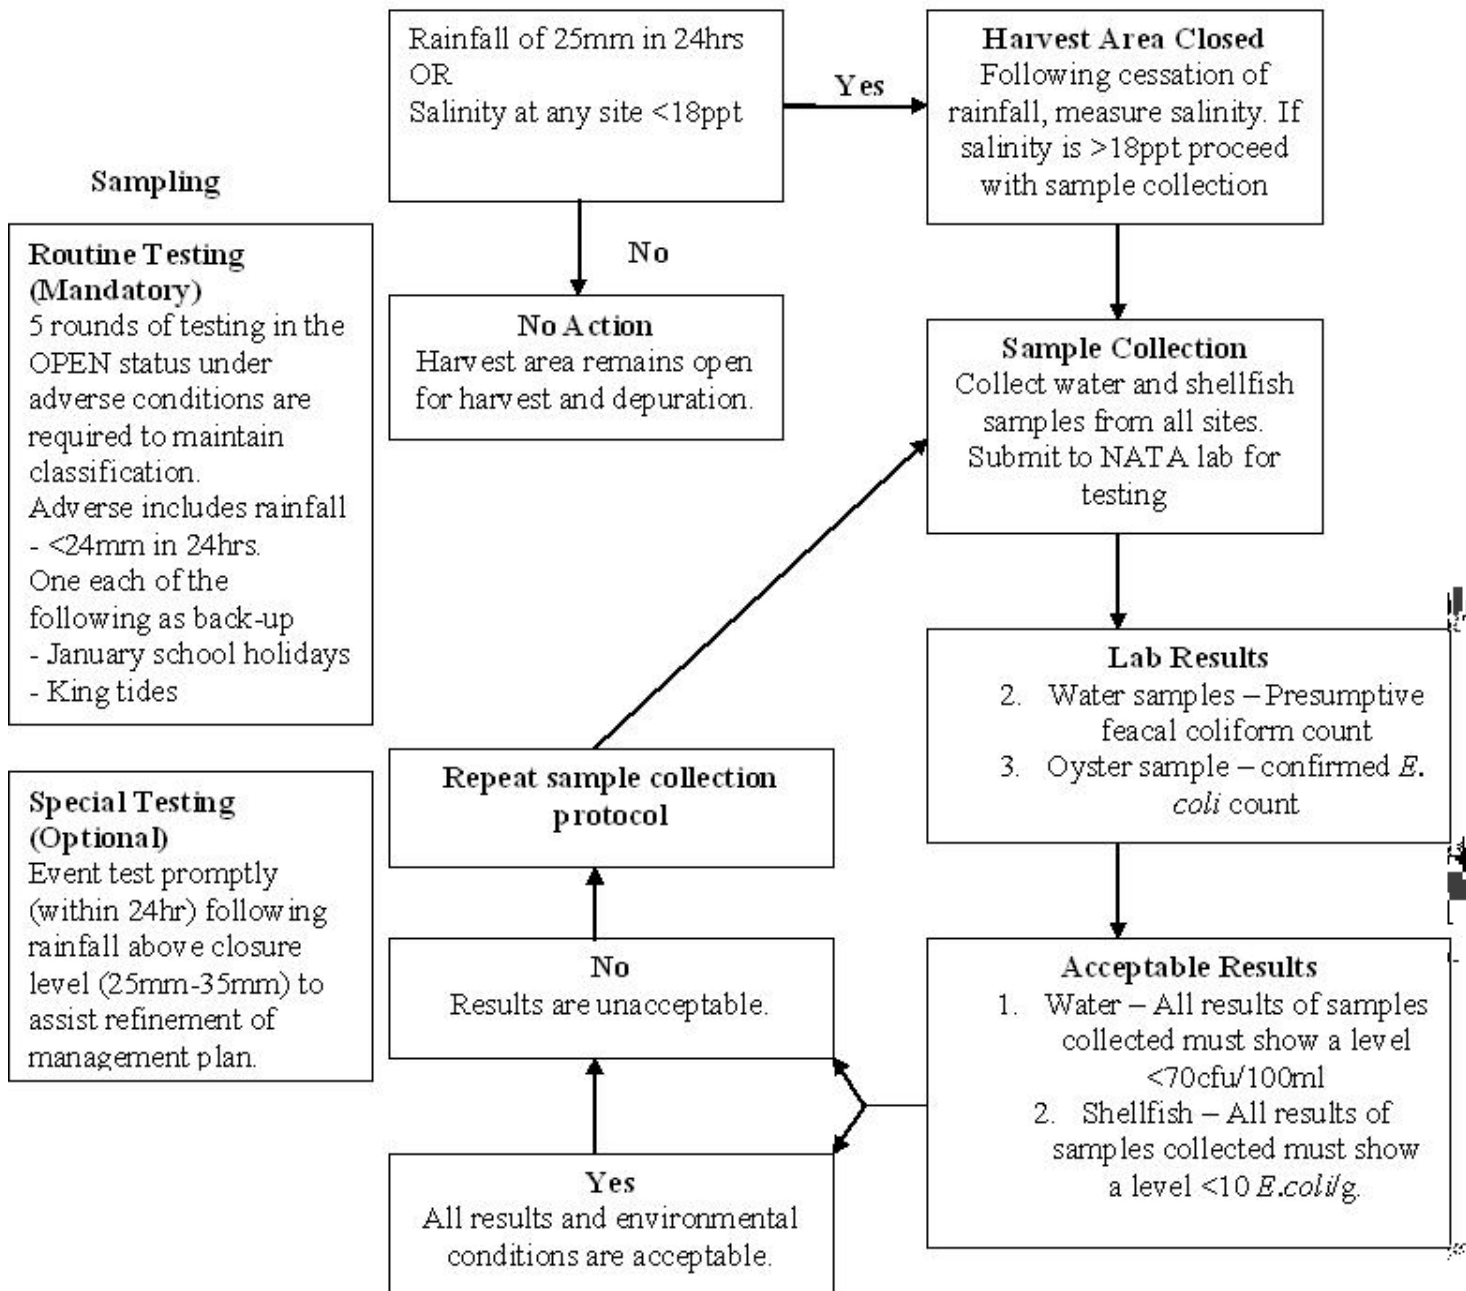 Rainfall of 25mm in 24hrs
OR
Salinity at any site <18ppt
Yes
Harvest Area Closed
Following cessation of
rainfall, measure salinity. If
salinity is >18ppt proceed
with sample collection
No
No Action
Harvest area remains open
for harvest and depuration.
Sampling
Routine Testing
(Mandatory)
5 rounds of testing in the
OPEN status under
adverse conditions are
required to maintain
classification.
Adverse includes rainfall
- <24mm in 24hrs.
One each of the
following as back-up
- January school holidays
- King tides
Sample Collection
Collect water and shellfish
samples from all sites.
Submit to NATA lab for
testing
Lab Results
2. Water samples – Presumptive
feacal coliform count
3. Oyster sample – confirmed E.
coli count
Repeat sample collection
protocol
Special Testing
(Optional)
Event test promptly
(within 24hr) following
rainfall above closure
level (25mm-35mm) to
assist refinement of
management plan.
No
Results are unacceptable.
Acceptable Results
1. Water – All results of samples
collected must show a level
<70cfu/100ml
2. Shellfish – All results of
samples collected must show
a level <10 E.coli/g.
Yes
All results and environmental
conditions are acceptable.